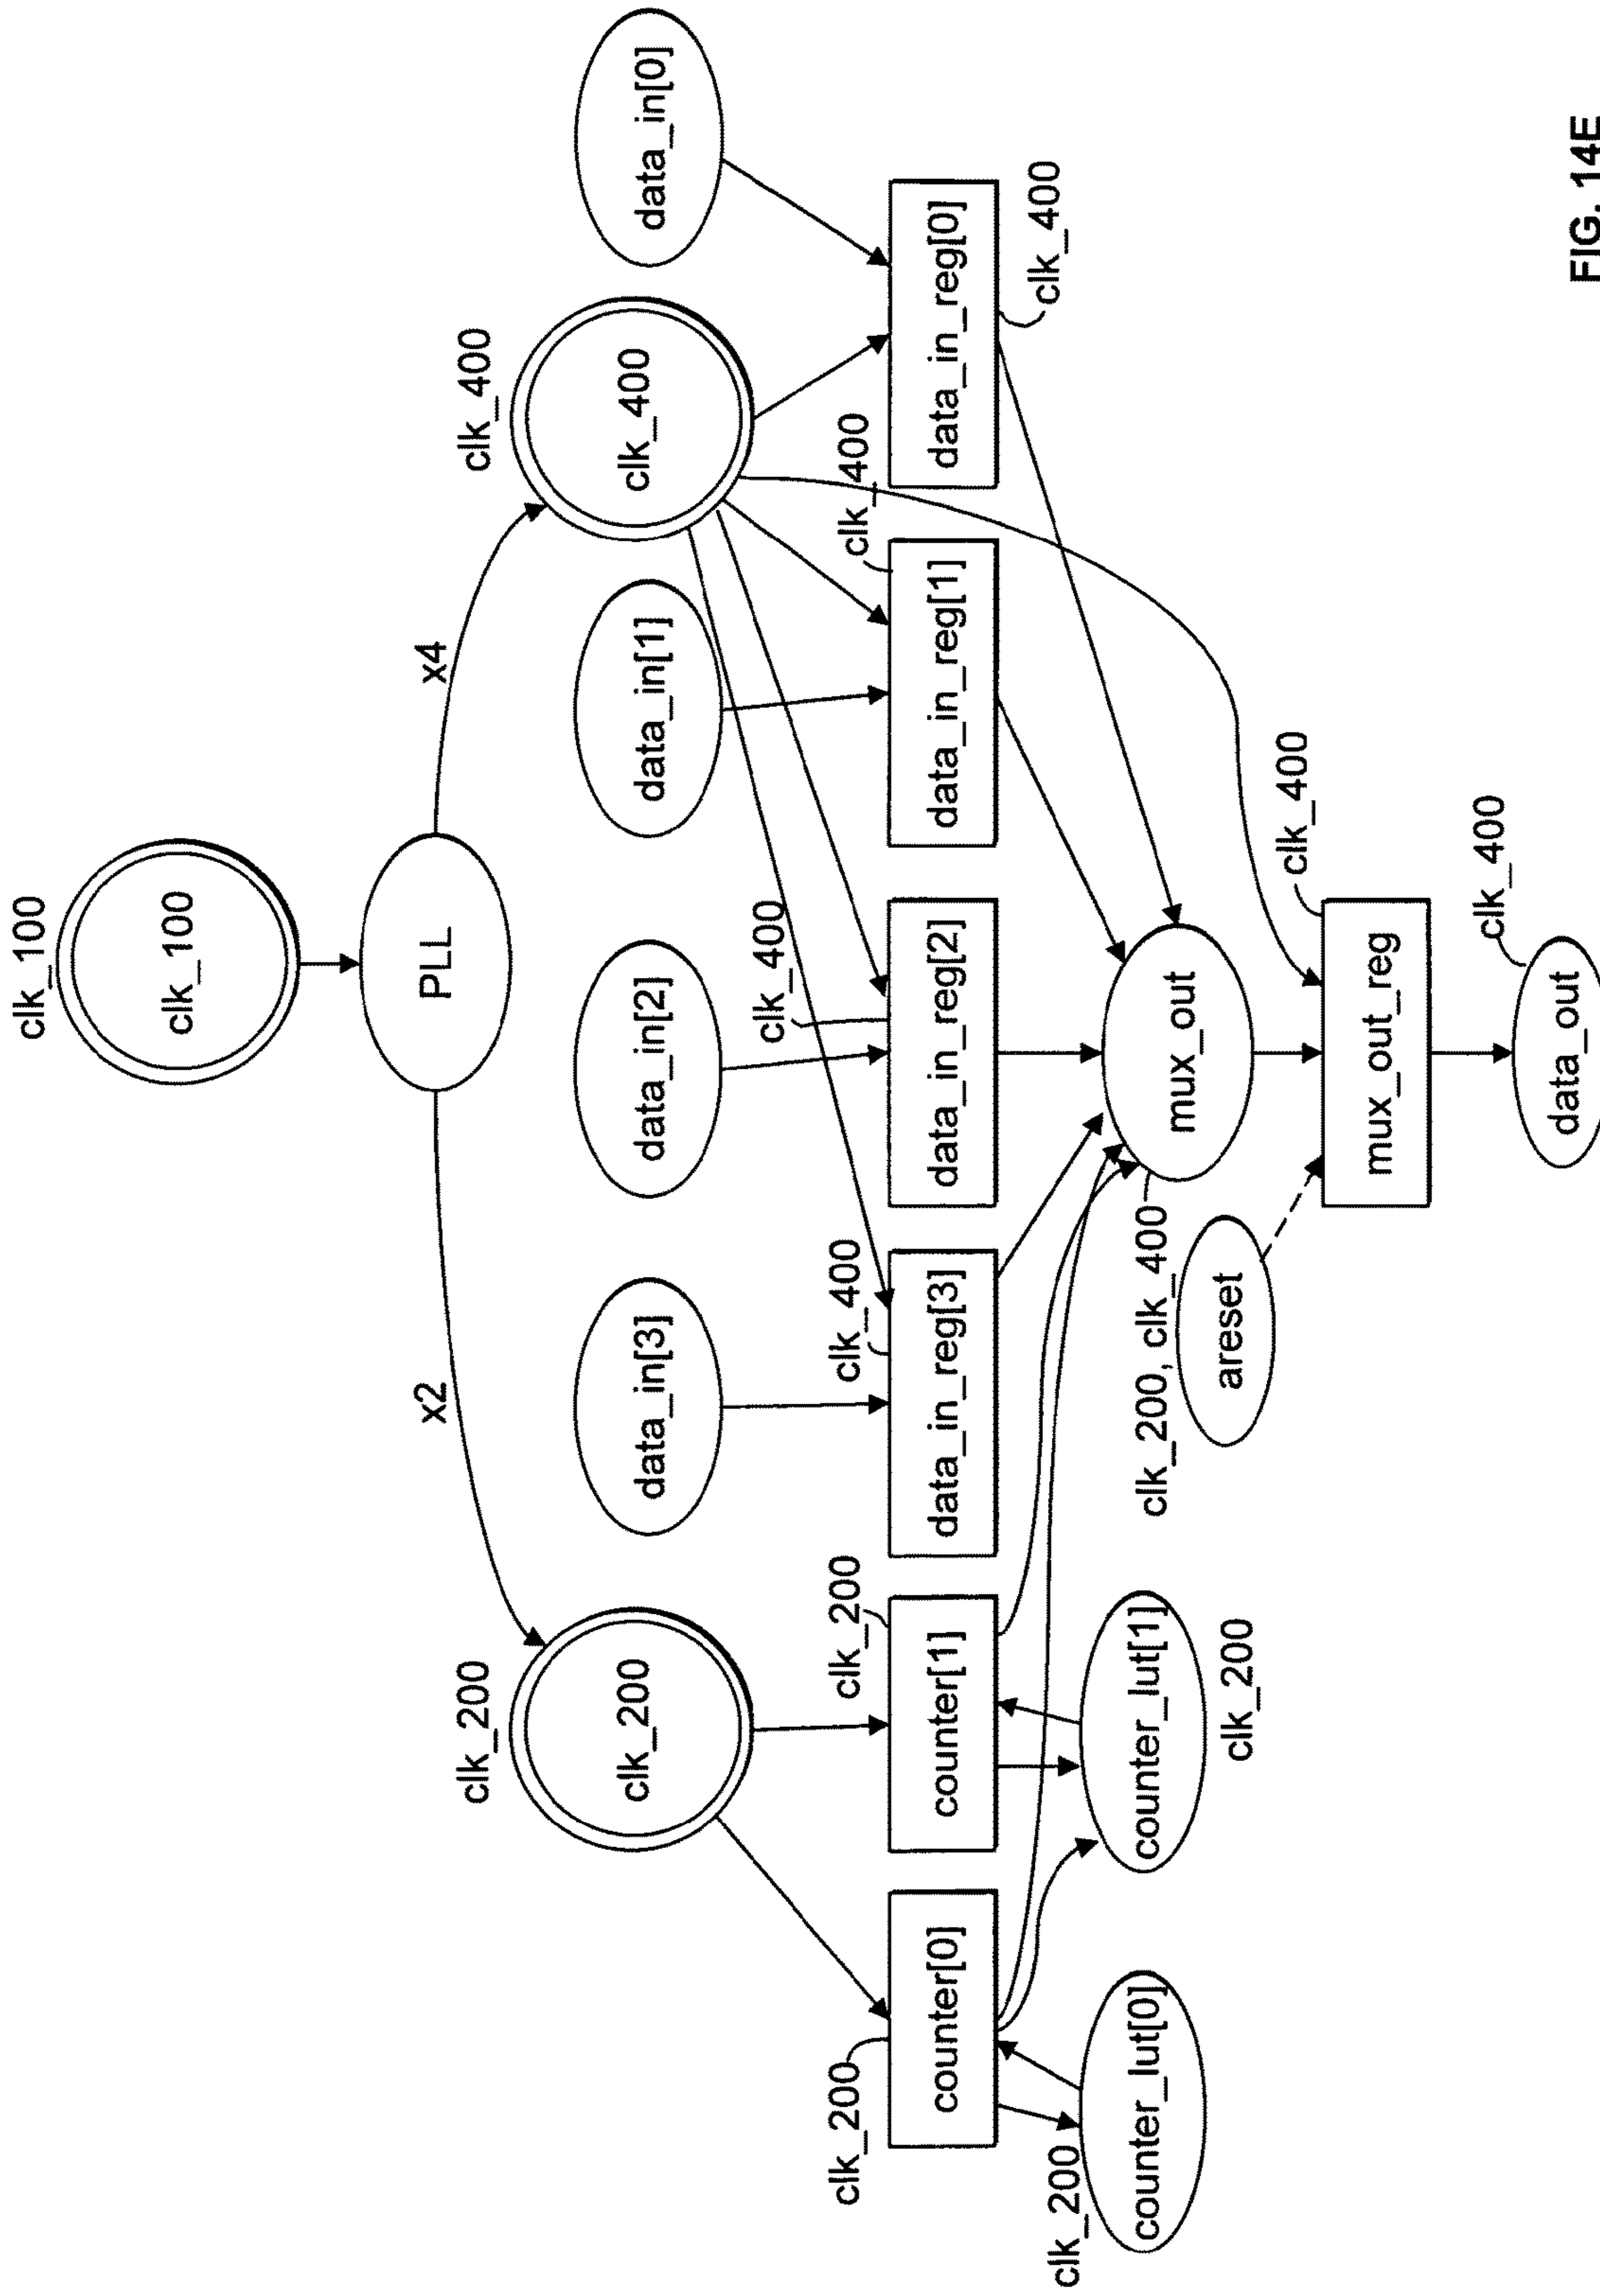 clk_100
clk_100
PLL
x2
x4
clk_200
clk_200
clk_400
clk_400
data_in[3]
data_in[2]
data_in[1]
data_in[0]
clk_200
clk_200
clk_400
clk_400
clk_400
counter[0]
counter[1]
data_in_reg[3]
data_in_reg[2]
data_in_reg[1]
data_in_reg[0]
clk_400
clk_200
counter_lut[0]
counter_lut[1]
clk_200
clk_200, clk_400
mux_out
areset
clk_400
mux_out_reg
clk_400
data_out
FIG. 14E